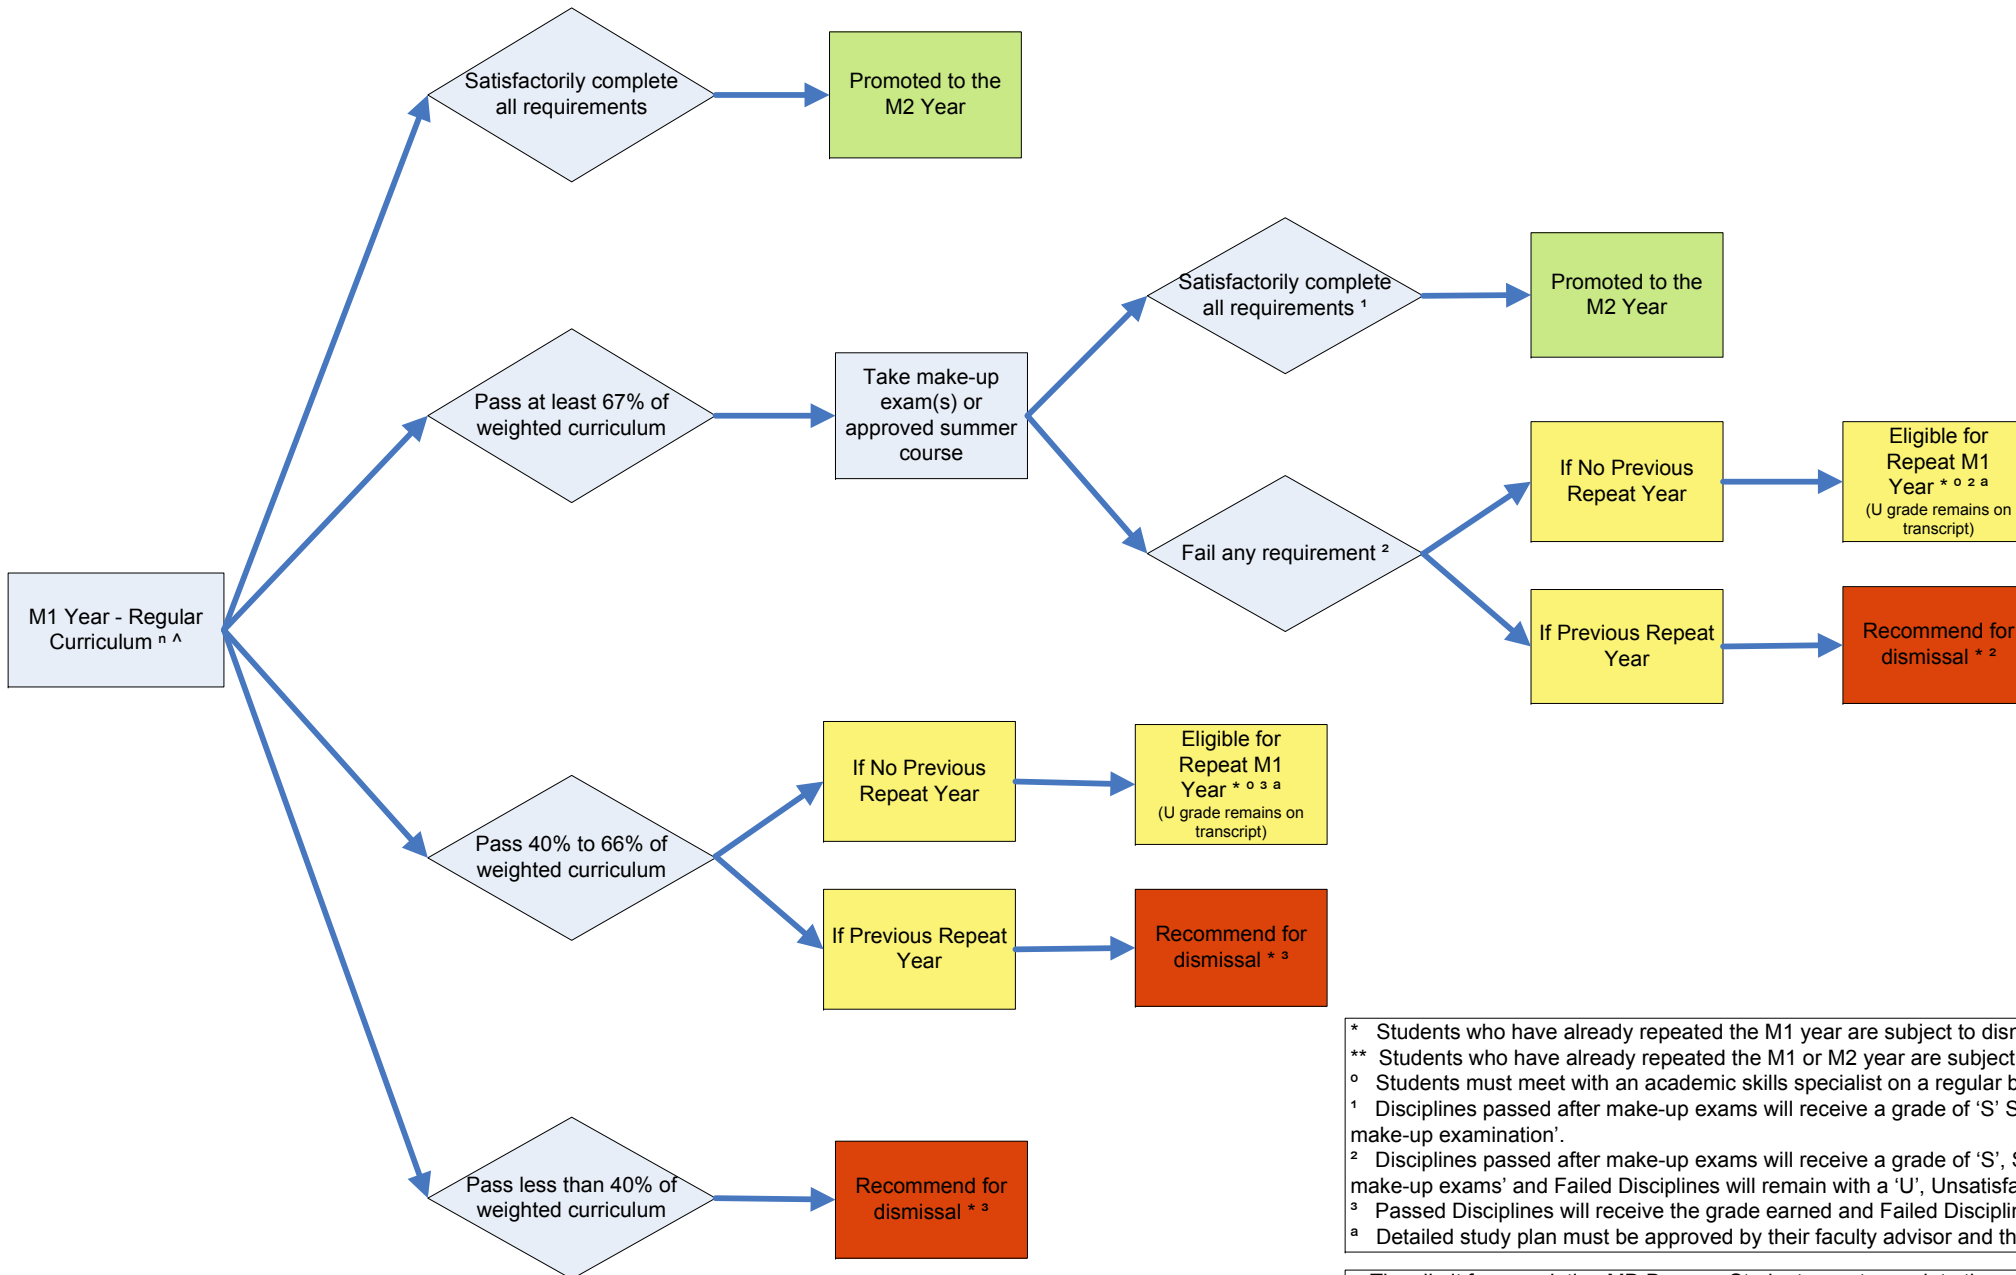 Satisfactorily complete
all requirements
Promoted to the
M2 Year
Satisfactorily complete
all requirements ¹
Promoted to the
M2 Year
Pass at least 67% of
weighted curriculum
Take make-up
exam(s) or
approved summer
course
Fail any requirement ²
If No Previous
Repeat Year
Eligible for
Repeat M1
Year * º ² ª
(U grade remains on
transcript)
If Previous Repeat
Year
Recommend for
dismissal * ²
M1 Year - Regular
Curriculum ⁿ ^
Pass 40% to 66% of
weighted curriculum
If No Previous
Repeat Year
Eligible for
Repeat M1
Year * º ³ ª
(U grade remains on
transcript)
If Previous Repeat
Year
Recommend for
dismissal * ³
Pass less than 40% of
weighted curriculum
Recommend for
dismissal * ³
* Students who have already repeated the M1 year are subject to
** Students who have already repeated the M1 or M2 year are subject
º Students must meet with an academic skills specialist on a regular
¹ Disciplines passed after make-up exams will receive a grade of ‘S’
make-up examination’.
² Disciplines passed after make-up exams will receive a grade of ‘S’,
make-up exams’ and Failed Disciplines will remain with a ‘U’,
³ Passed Disciplines will receive the grade earned and Failed
ª Detailed study plan must be approved by their faculty advisor and